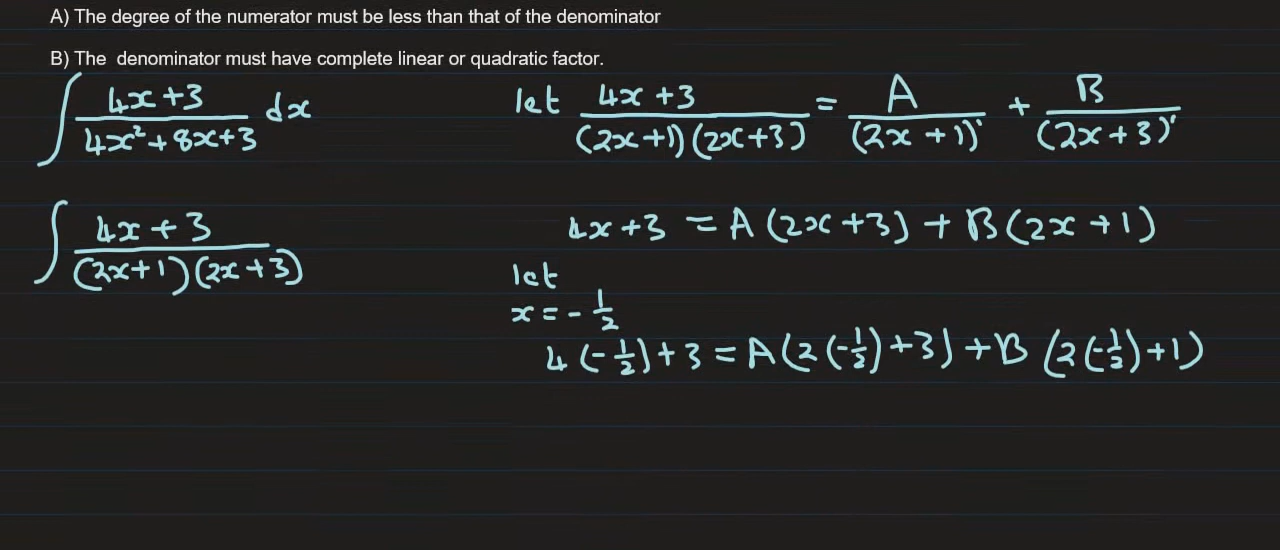 A) The degree of the numerator must be less than that of the denominator
B) The denominator must have complete linear or quadratic factor.
∫ (4x+3)/(4x²+8x+3) dx
let (4x+3)/((2x+1)(2x+3)) = A/(2x+1) + B/(2x+3)
∫ (4x+3)/((2x+1)(2x+3))
4x+3 = A(2x+3) + B(2x+1)
let
x = -1/2
4(-1/2)+3 = A(2(-1/2)+3) + B(2(-1/2)+1)